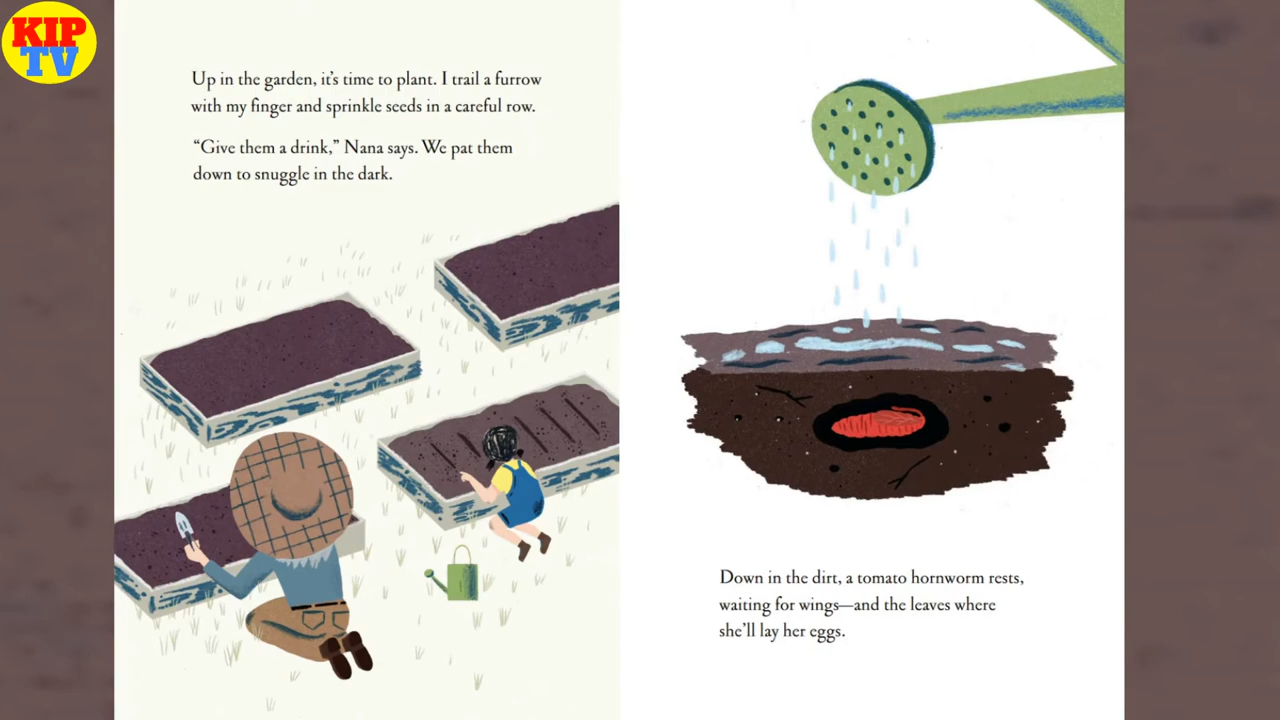 KIP
TV
Up in the garden, it's time to plant. I trail a furrow
with my finger and sprinkle seeds in a careful row.
“Give them a drink,” Nana says. We pat them
down to snuggle in the dark.
Down in the dirt, a tomato hornworm rests,
waiting for wings—and the leaves where
she'll lay her eggs.